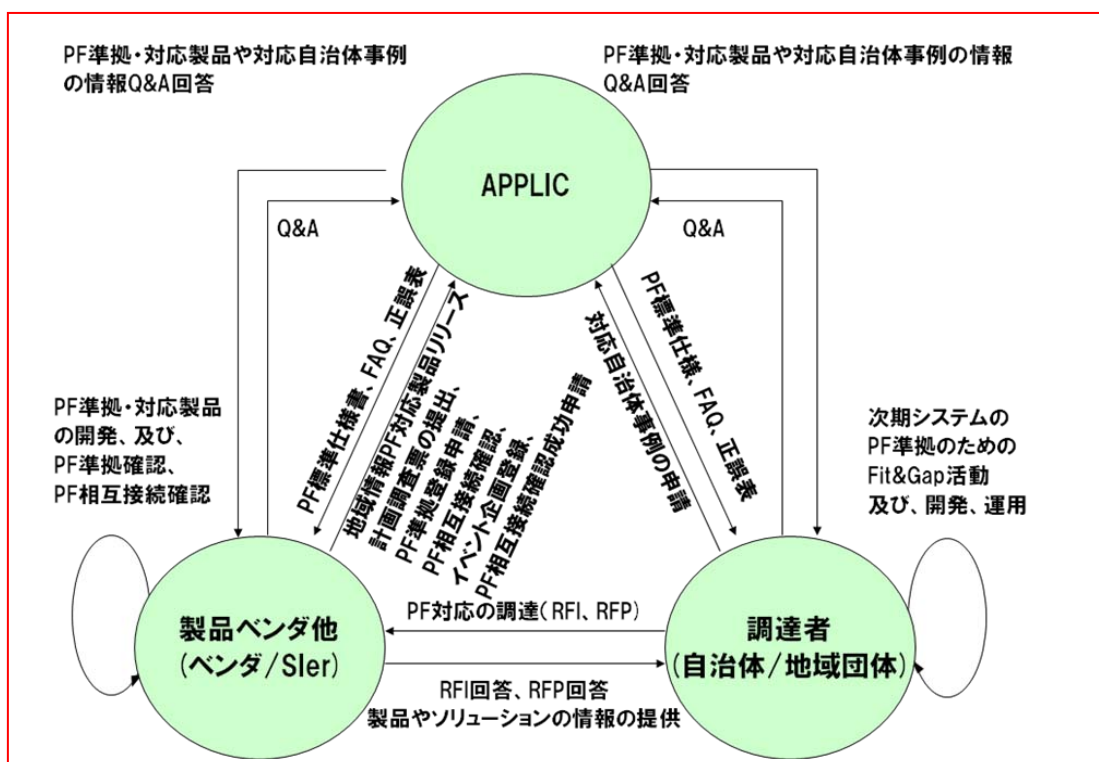 PF準拠・対応製品や対応自治体事例
の情報Q&A回答
PF準拠・対応製品や対応自治体事例の情報
Q&A回答
APPLIC
Q&A
Q&A
PF標準仕様書、FAQ、正誤表
地域情報PF対応製品リリース
計画調査票の提出、
PF準拠登録申請、
PF相互接続確認、
イベント企画登録、
PF相互接続確認成功申請
対応自治体事例の申請
PF標準仕様、FAQ、正誤表
PF準拠・対応製品
の開発、及び、
PF準拠確認、
PF相互接続確認
次期システムの
PF準拠のための
Fit&Gap活動
及び、開発、運用
製品ベンダ他
(ベンダ/SIer)
PF対応の調達(RFI、RFP)
調達者
(自治体/地域団体)
RFI回答、RFP回答
製品やソリューションの情報の提供